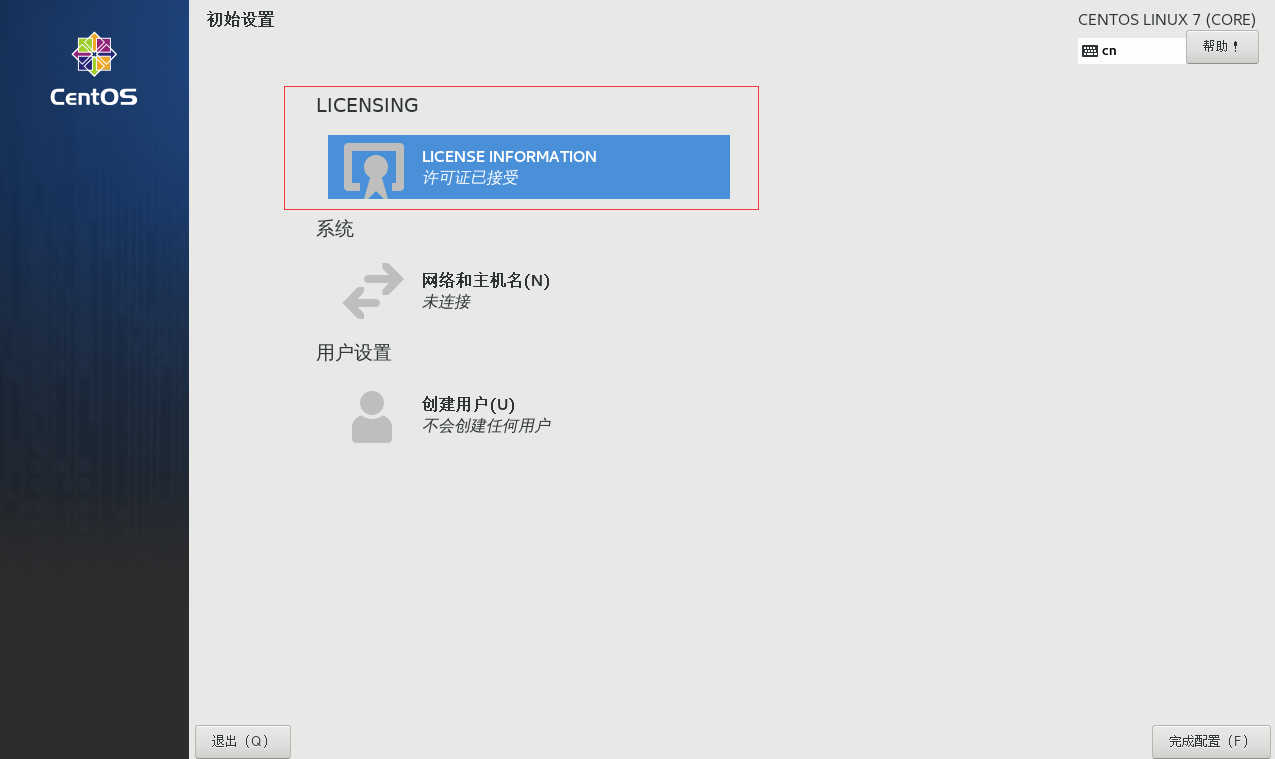 初始设置
CENTOS LINUX 7 (CORE)
cn
帮助！
CentOS
LICENSING
LICENSE INFORMATION
许可证已接受
系统
网络和主机名(N)
未连接
用户设置
创建用户(U)
不会创建任何用户
退出（Q）
完成配置（F）